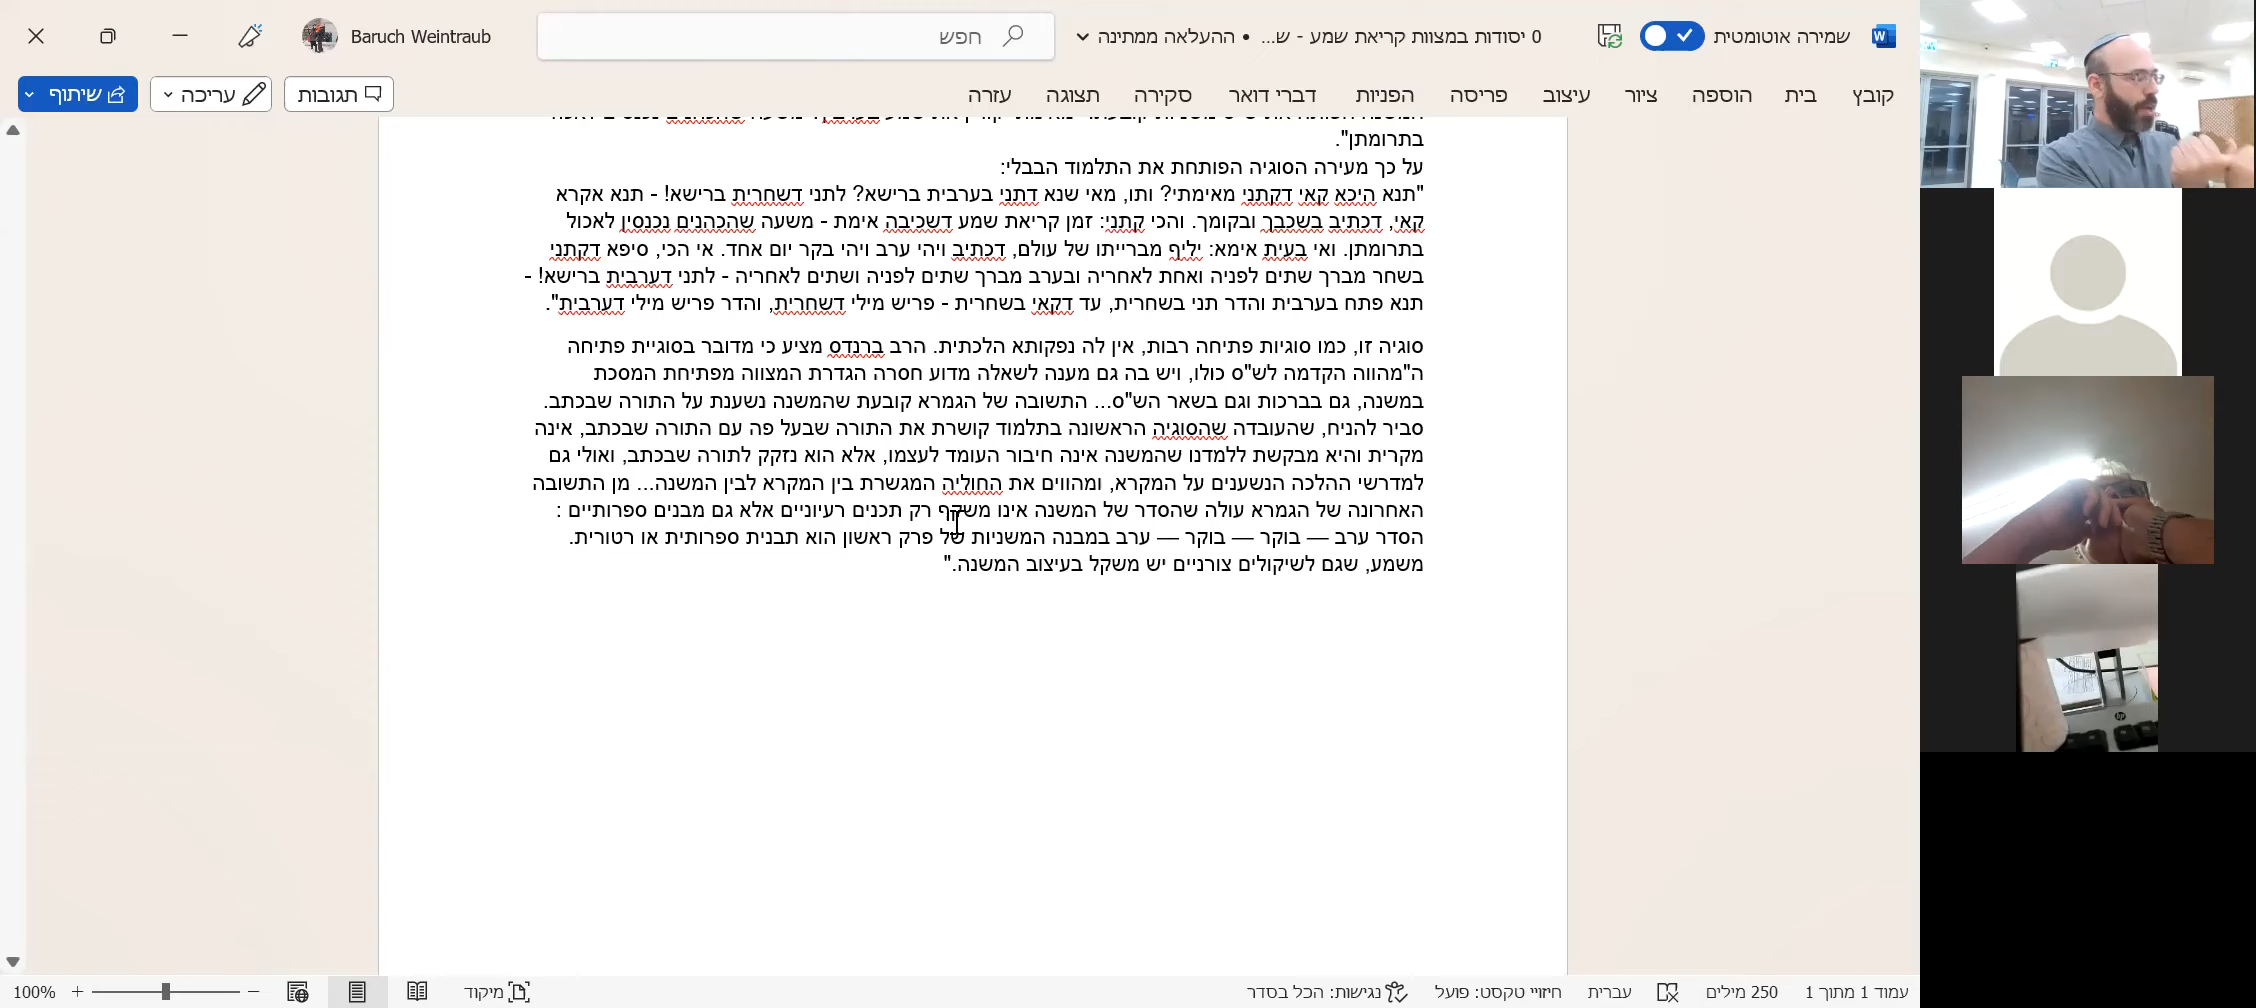 שמירה אוטומטית
0 יסודות במצוות קריאת שמע - ש... • ההעלאה ממתינה
חפש
Baruch Weintraub
קובץ בית הוספה ציור עיצוב פריסה הפניות דברי דואר סקירה תצוגה עזרה
תגובות עריכה שיתוף
בתרומתן".
על כך מעירה הסוגיה הפותחת את התלמוד הבבלי:
"תנא היכא קאי דקתני מאימתי? ותו, מאי שנא דתני בערבית ברישא? לתני דשחרית ברישא! - תנא אקרא
קאי, דכתיב בשכבך ובקומך. והכי קתני: זמן קריאת שמע דשכיבה אימת - משעה שהכהנים נכנסין לאכול
בתרומתן. ואי בעית אימא: יליף מברייתו של עולם, דכתיב ויהי ערב ויהי בקר יום אחד. אי הכי, סיפא דקתני
בשחר מברך שתים לפניה ואחת לאחריה ובערב מברך שתים לפניה ושתים לאחריה - לתני דערבית ברישא! -
תנא פתח בערבית והדר תני בשחרית, עד דקאי בשחרית - פריש מילי דשחרית, והדר פריש מילי דערבית".
סוגיה זו, כמו סוגיות פתיחה רבות, אין לה נפקותא הלכתית. הרב ברנדס מציע כי מדובר בסוגיית פתיחה
ה"מהווה הקדמה לש"ס כולו, ויש בה גם מענה לשאלה מדוע חסרה הגדרת המצווה מפתיחת המסכת
במשנה, גם בברכות וגם בשאר הש"ס... התשובה של הגמרא קובעת שהמשנה נשענת על התורה שבכתב.
סביר להניח, שהעובדה שהסוגיה הראשונה בתלמוד קושרת את התורה שבעל פה עם התורה שבכתב, אינה
מקרית והיא מבקשת ללמדנו שהמשנה אינה חיבור העומד לעצמו, אלא הוא נזקק לתורה שבכתב, ואולי גם
למדרשי ההלכה הנשענים על המקרא, ומהווים את החוליה המגשרת בין המקרא לבין המשנה... מן התשובה
האחרונה של הגמרא עולה שהסדר של המשנה אינו משקף רק תכנים רעיוניים אלא גם מבנים ספרותיים :
הסדר ערב — בוקר — בוקר — ערב במבנה המשניות של פרק ראשון הוא תבנית ספרותית או רטורית.
משמע, שגם לשיקולים צורניים יש משקל בעיצוב המשנה."
עמוד 1 מתוך 1 250 מילים עברית חיזוי טקסט: פועל נגישות: הכל בסדר מיקוד 100%